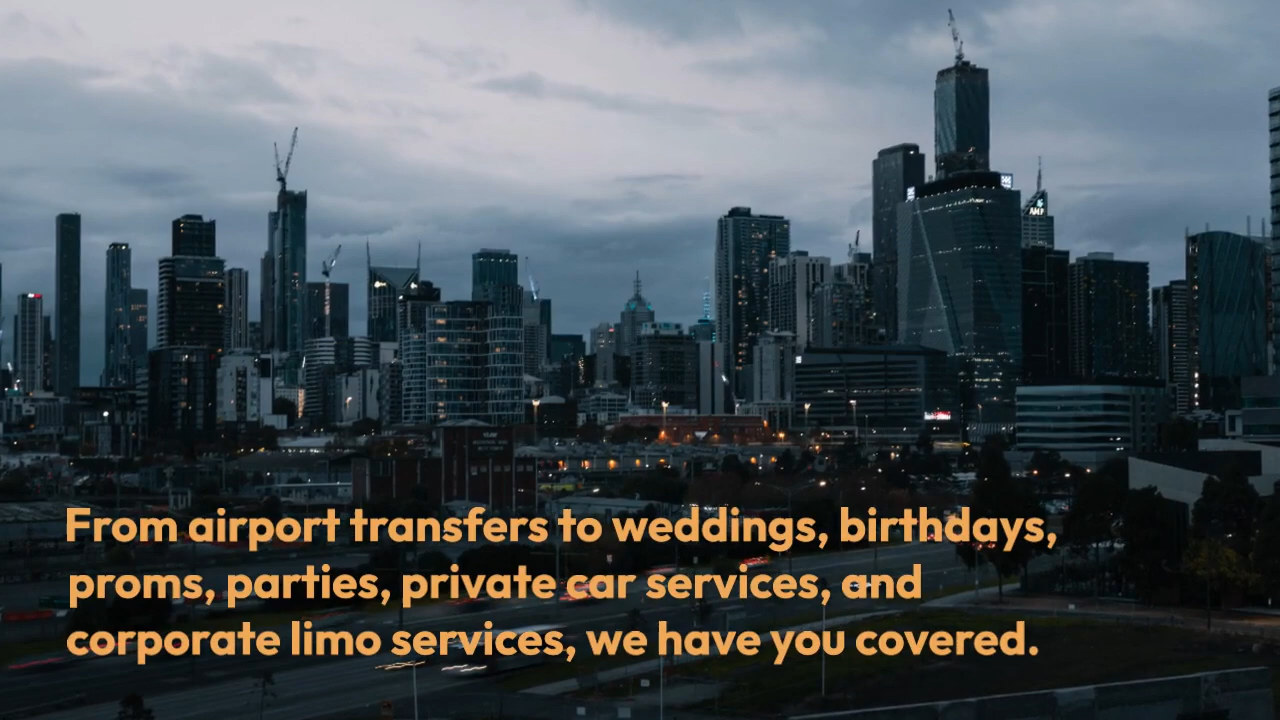 AMP
From airport transfers to weddings, birthdays,
proms, parties, private car services, and
corporate limo services, we have you covered.